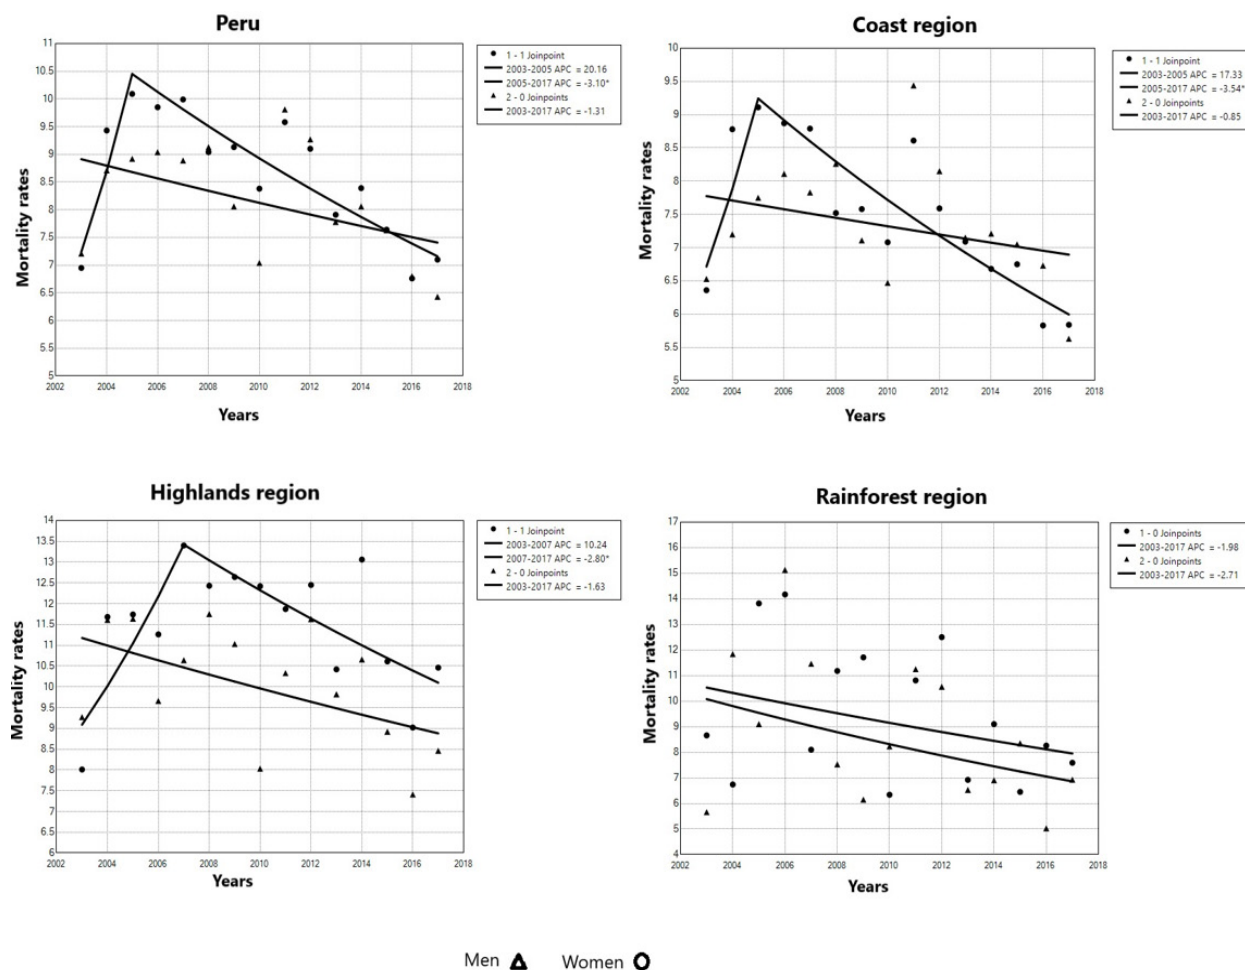 Peru
11
10.5
10
9.5
9
8.5
8
7.5
7
6.5
6
5.5
5
2002 2004 2006 2008 2010 2012 2014 2016 2018
Mortality rates
Years
1 - 1 Joinpoint
2003-2005 APC = 20.16
2005-2017 APC = -3.10*
2 - 0 Joinpoints
2003-2017 APC = -1.31
Coast region
10
9.5
9
8.5
8
7.5
7
6.5
6
5.5
5
2002 2004 2006 2008 2010 2012 2014 2016 2018
Mortality rates
Years
1 - 1 Joinpoint
2003-2005 APC = 17.33
2005-2017 APC = -3.54*
2 - 0 Joinpoints
2003-2017 APC = -0.85
Highlands region
14
13.5
13
12.5
12
11.5
11
10.5
10
9.5
9
8.5
8
7.5
7
6.5
6
2002 2004 2006 2008 2010 2012 2014 2016 2018
Mortality rates
Years
1 - 1 Joinpoint
2003-2007 APC = 10.24
2007-2017 APC = -2.80*
2 - 0 Joinpoints
2003-2017 APC = -1.63
Rainforest region
17
16
15
14
13
12
11
10
9
8
7
6
5
4
2002 2004 2006 2008 2010 2012 2014 2016 2018
Mortality rates
Years
1 - 0 Joinpoints
2003-2017 APC = -1.98
2 - 0 Joinpoints
2003-2017 APC = -2.71
Men Women